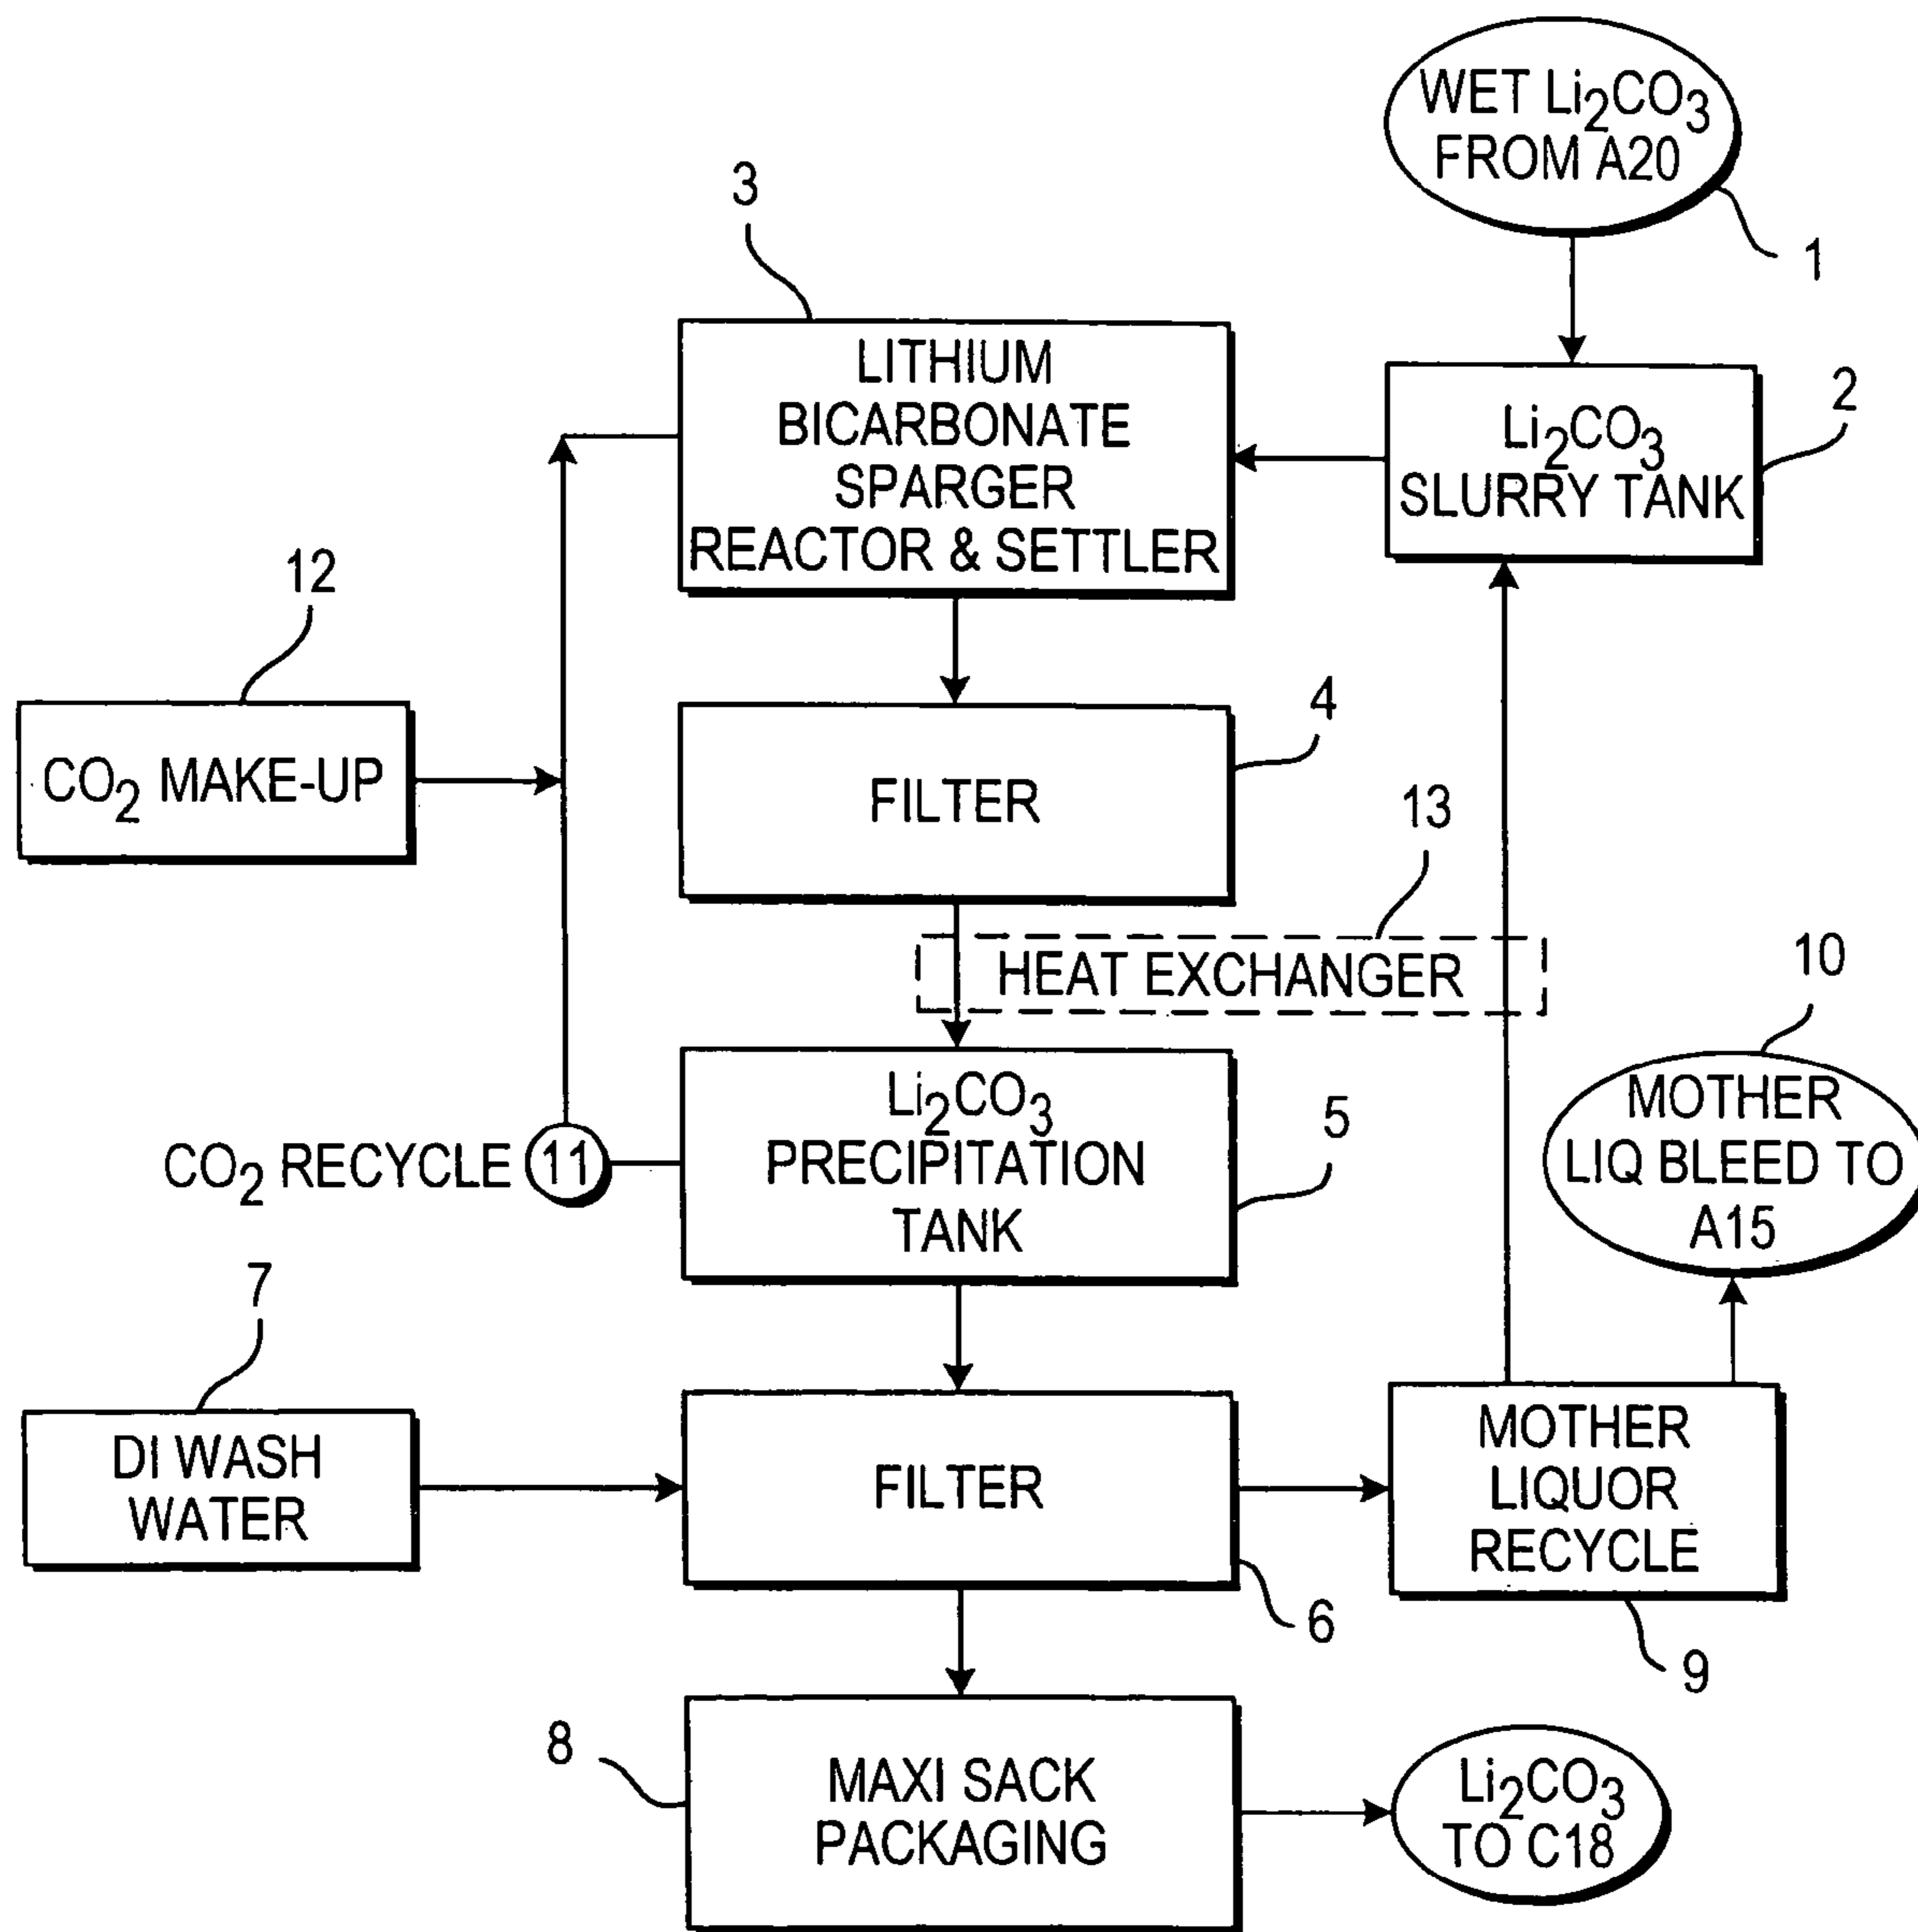 WET Li2CO3
FROM A20
1
3
LITHIUM
BICARBONATE
SPARGER
REACTOR & SETTLER
2
Li2CO3
SLURRY TANK
12
CO2 MAKE-UP
4
FILTER
13
HEAT EXCHANGER
10
MOTHER
LIQ BLEED TO
A15
Li2CO3
PRECIPITATION
TANK
5
CO2 RECYCLE 11
7
DI WASH
WATER
FILTER
6
MOTHER
LIQUOR
RECYCLE
9
8
MAXI SACK
PACKAGING
Li2CO3
TO C18